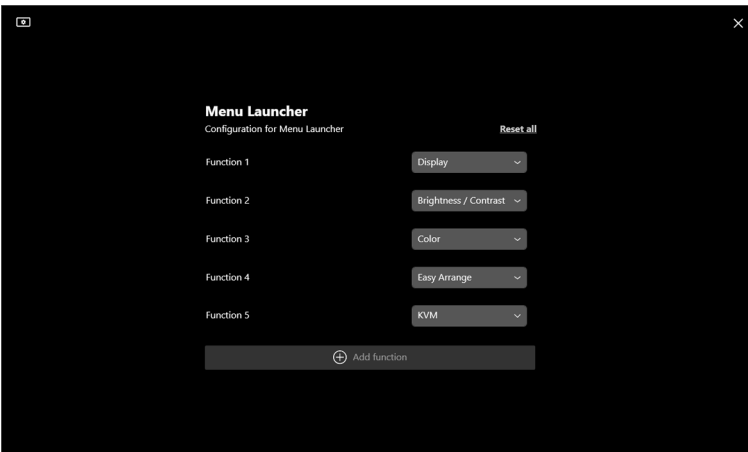 Menu Launcher
Configuration for Menu Launcher
Reset all
Function 1
Display
Function 2
Brightness / Contrast
Function 3
Color
Function 4
Easy Arrange
Function 5
KVM
Add function